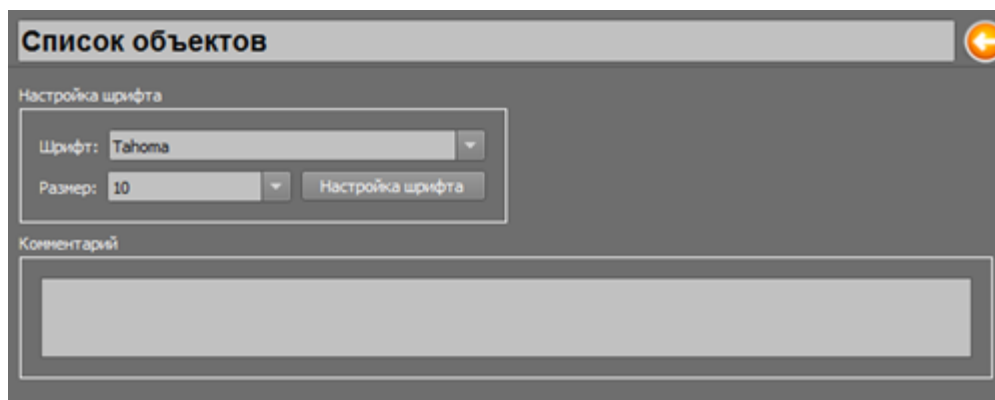 Список объектов
Настройка шрифта
Шрифт: Tahoma
Размер: 10 Настройка шрифта
Комментарий